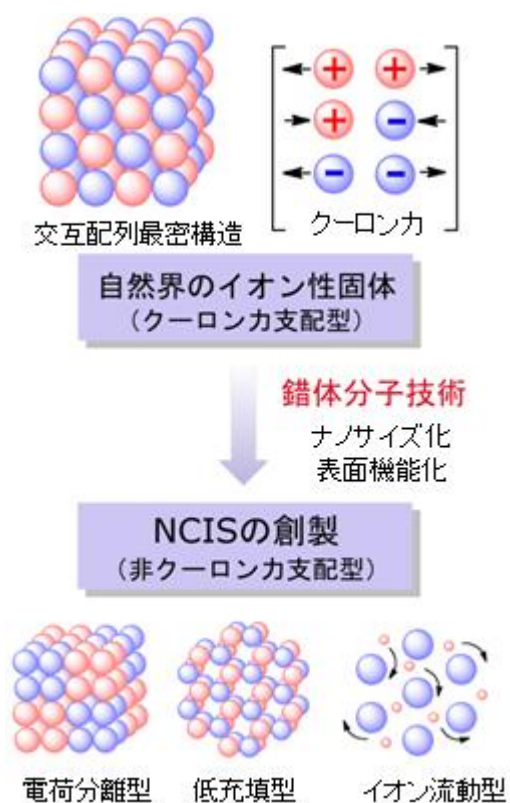 + +
+ -
- -
交互配列最密構造
クーロン力
自然界のイオン性固体
(クーロン力支配型)
錯体分子技術
ナノサイズ化
表面機能化
NCISの創製
(非クーロン力支配型)
電荷分離型 低充填型 イオン流動型